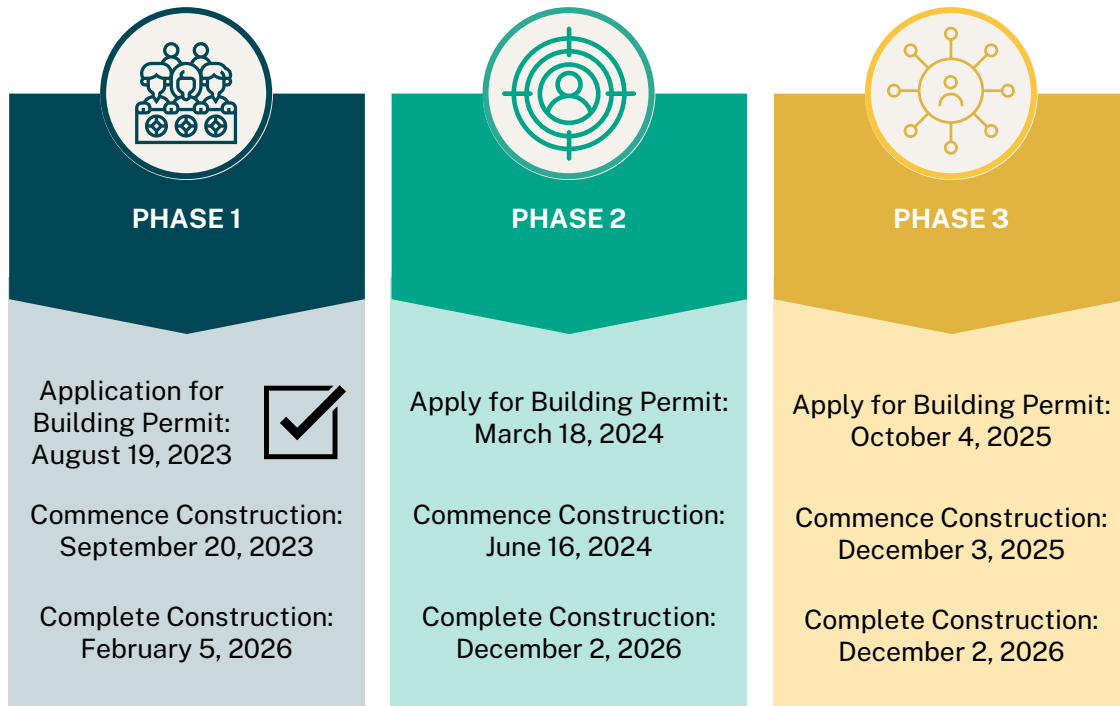 PHASE 1
Application for
Building Permit:
August 19, 2023
Commence Construction:
September 20, 2023
Complete Construction:
February 5, 2026
PHASE 2
Apply for Building Permit:
March 18, 2024
Commence Construction:
June 16, 2024
Complete Construction:
December 2, 2026
PHASE 3
Apply for Building Permit:
October 4, 2025
Commence Construction:
December 3, 2025
Complete Construction:
December 2, 2026